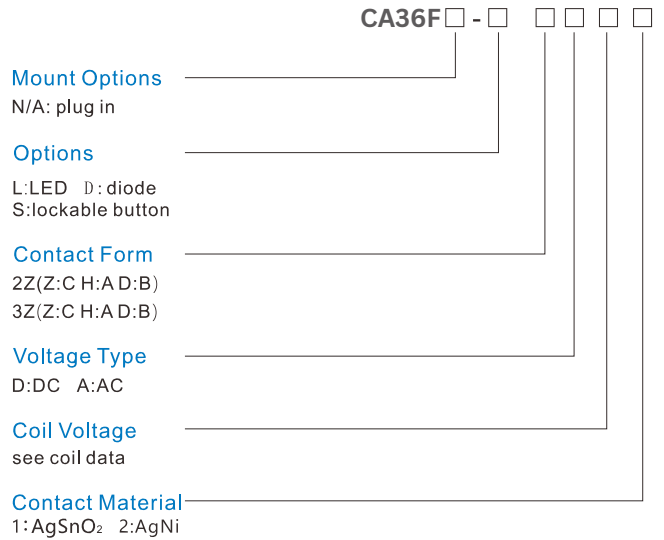 CA36F□ - □ □ □ □ □
Mount Options
N/A: plug in
Options
L:LED D: diode
S:lockable button
Contact Form
2Z(Z:C H:A D:B)
3Z(Z:C H:A D:B)
Voltage Type
D:DC A:AC
Coil Voltage
see coil data
Contact Material
1:AgSnO₂ 2:AgNi